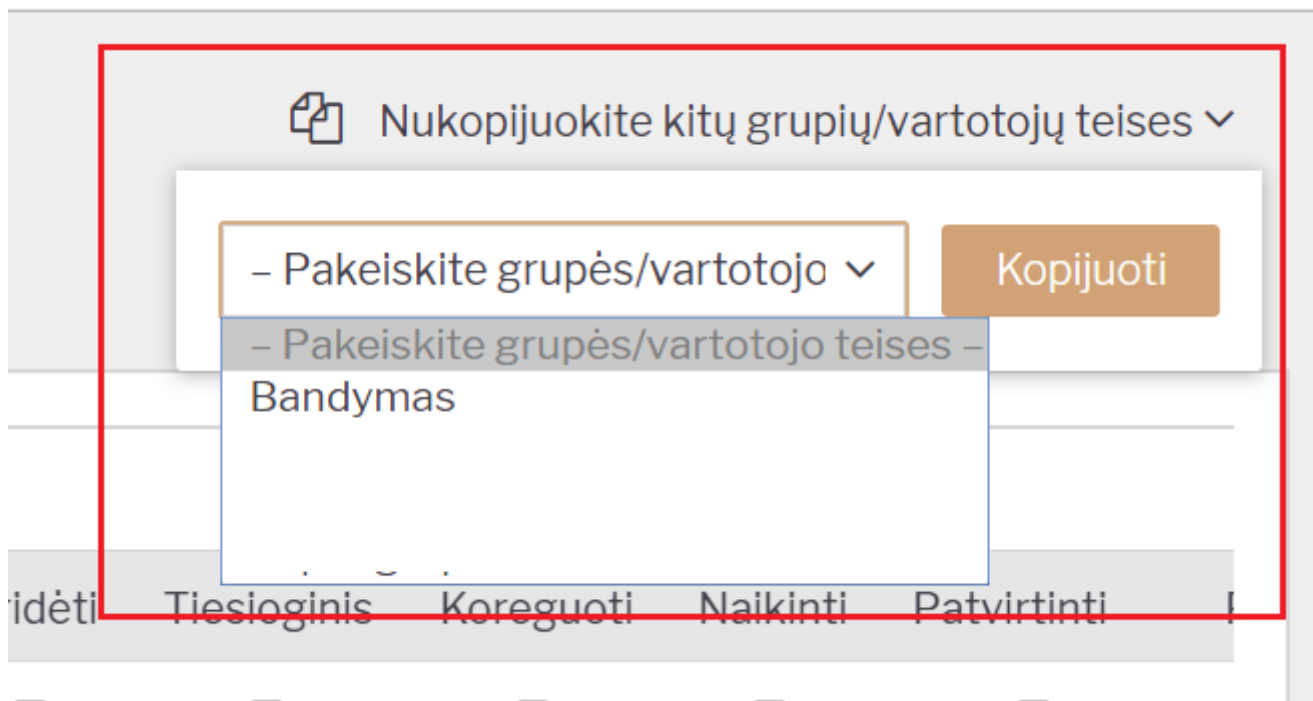 Nukopijuokite kitų grupių/vartotojų teises
– Pakeiskite grupės/vartotojo
Kopijuoti
– Pakeiskite grupės/vartotojo teises –
Bandymas
Tiesioginis Koreguoti Naikinti Patvirtinti